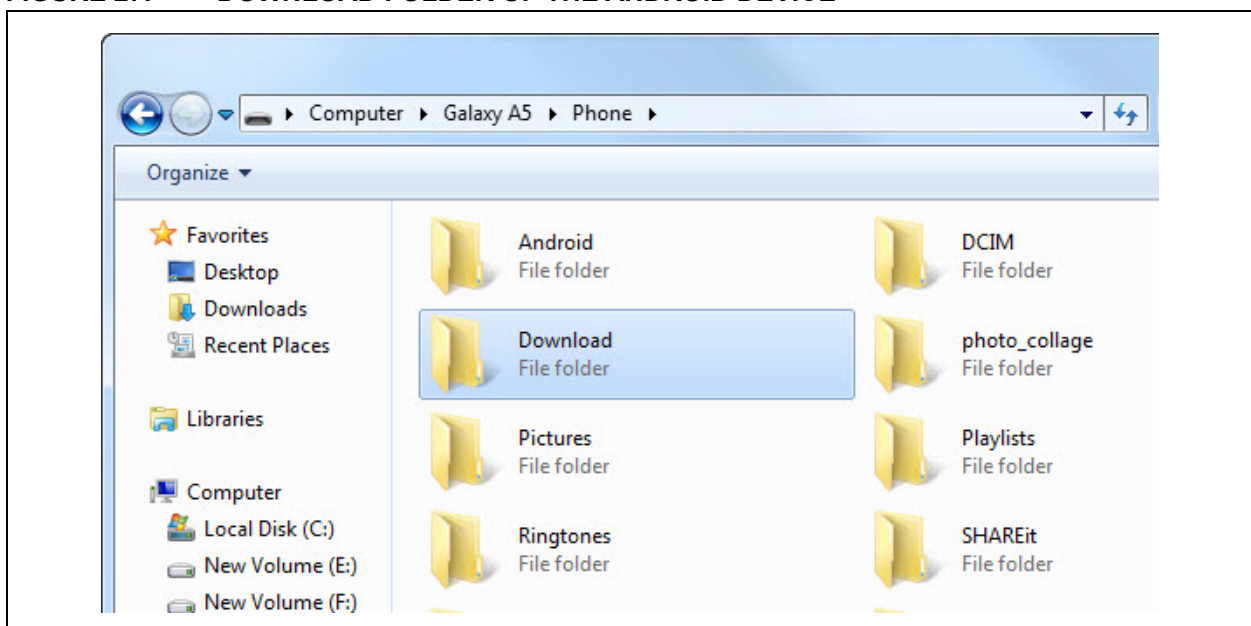 Computer Galaxy A5 Phone
Organize
Favorites
Desktop
Downloads
Recent Places
Libraries
Computer
Local Disk (C:)
New Volume (E:)
New Volume (F:)
Android
File folder
DCIM
File folder
Download
File folder
photo_collage
File folder
Pictures
File folder
Playlists
File folder
Ringtones
File folder
SHAREit
File folder